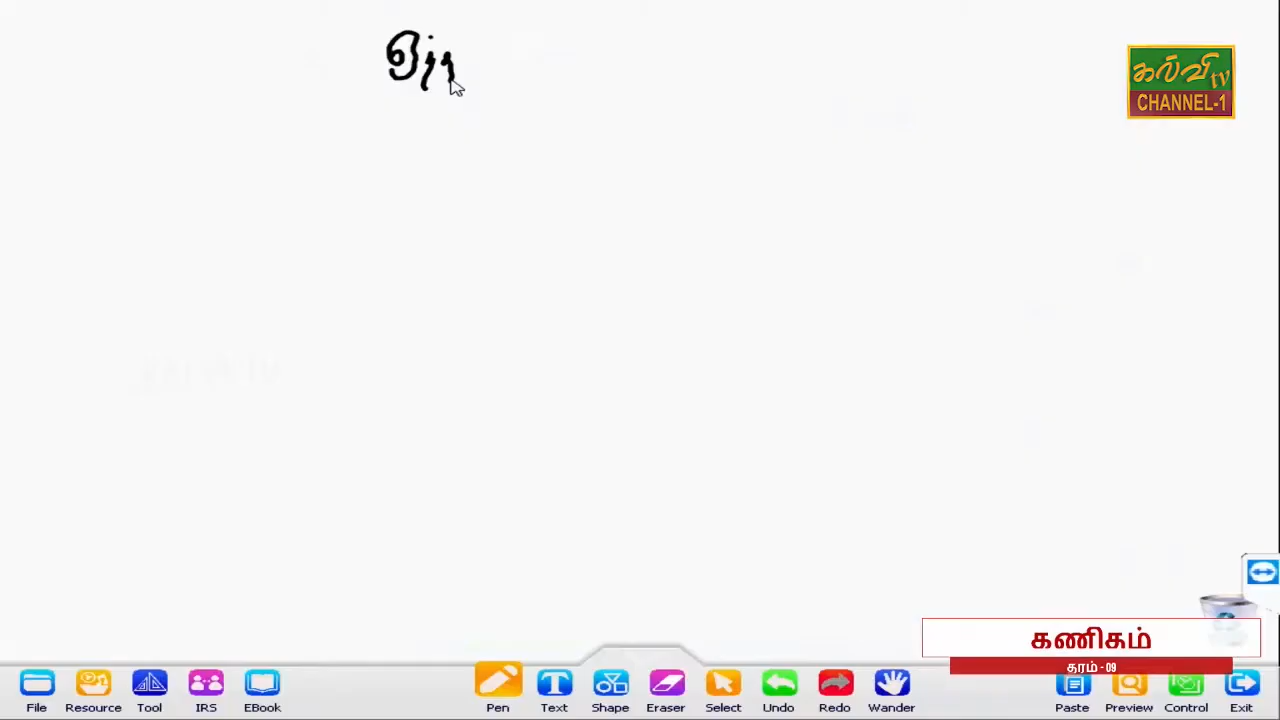 கல்வி tv
CHANNEL-1
கணிகம்
தரம் - 09
File Resource Tool IRS EBook Pen Text Shape Eraser Select Undo Redo Wander Paste Preview Control Exit